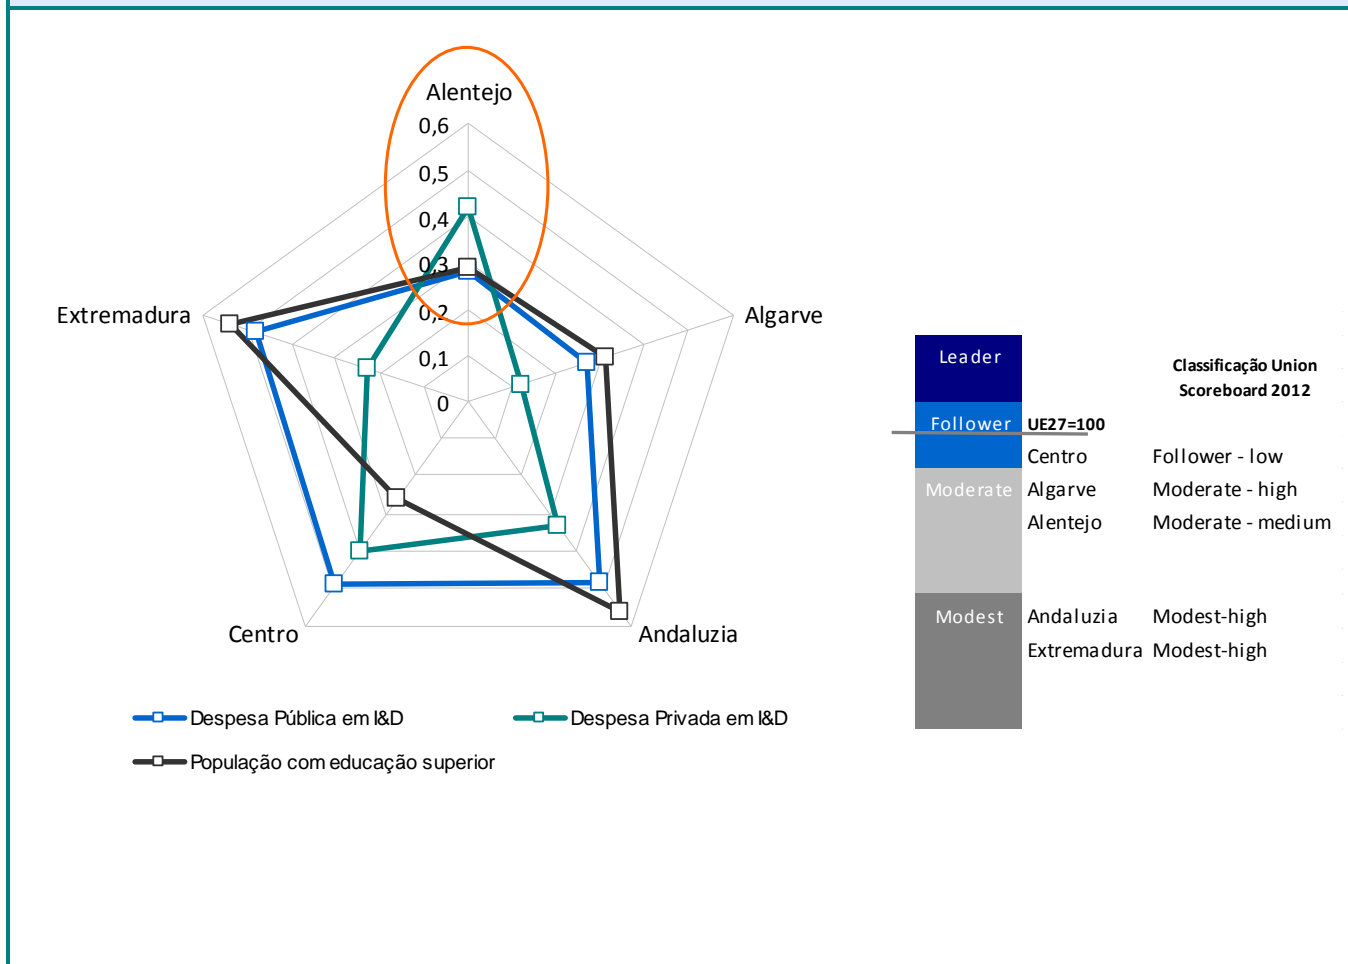 Alentejo
0,6
0,5
0,4
0,3
0,2
0,1
0
Extremadura
Algarve
Centro
Andaluzia
Despesa Pública em I&D
Despesa Privada em I&D
População com educação superior
Leader
Classificação Union
Scoreboard 2012
Follower UE27=100
Centro Follower - low
Moderate Algarve Moderate - high
Alentejo Moderate - medium
Modest Andaluzia Modest-high
Extremadura Modest-high